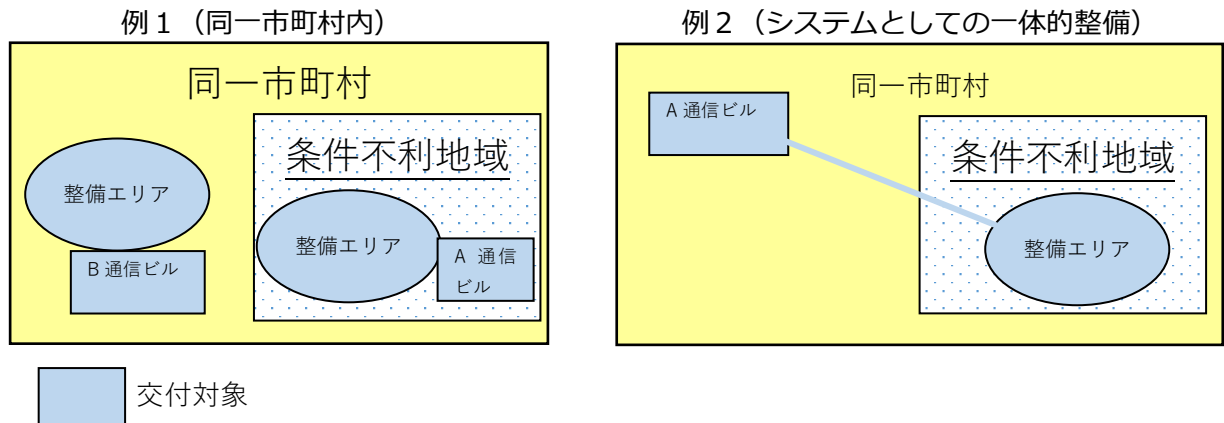 例１（同一市町村内）
同一市町村
条件不利地域
整備エリア
整備エリア
B 通信ビル
A 通信
ビル
交付対象
例２（システムとしての一体的整備）
同一市町村
A 通信ビル
条件不利地域
整備エリア